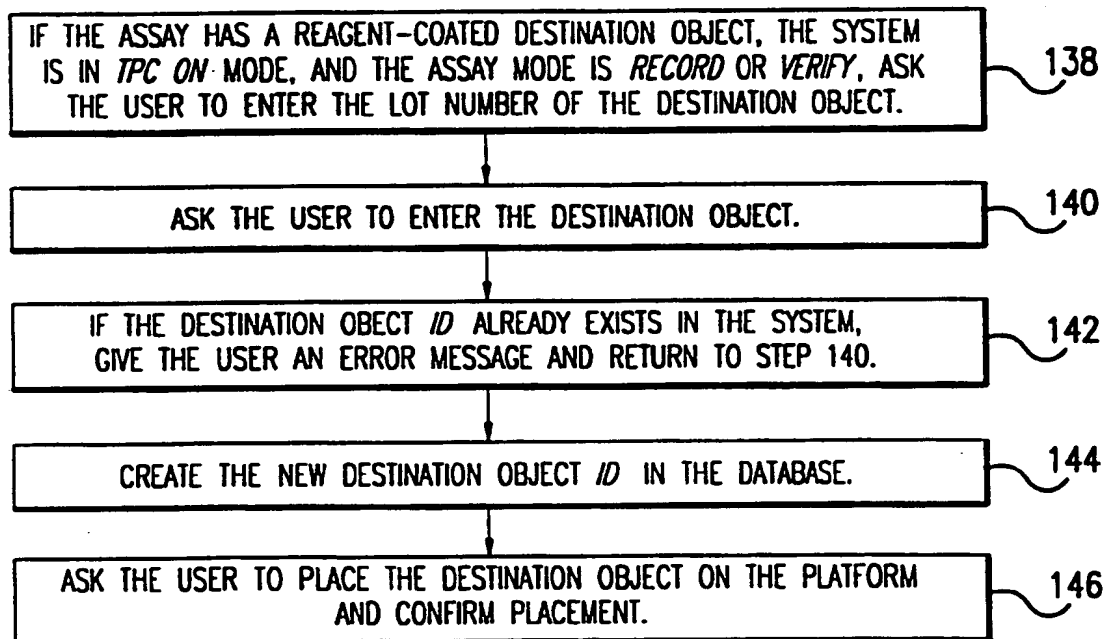 IF THE ASSAY HAS A REAGENT-COATED DESTINATION OBJECT, THE SYSTEM
IS IN TPC ON MODE, AND THE ASSAY MODE IS RECORD OR VERIFY, ASK
THE USER TO ENTER THE LOT NUMBER OF THE DESTINATION OBJECT.
138
ASK THE USER TO ENTER THE DESTINATION OBJECT.
140
IF THE DESTINATION OBECT ID ALREADY EXISTS IN THE SYSTEM,
GIVE THE USER AN ERROR MESSAGE AND RETURN TO STEP 140.
142
CREATE THE NEW DESTINATION OBJECT ID IN THE DATABASE.
144
ASK THE USER TO PLACE THE DESTINATION OBJECT ON THE PLATFORM
AND CONFIRM PLACEMENT.
146